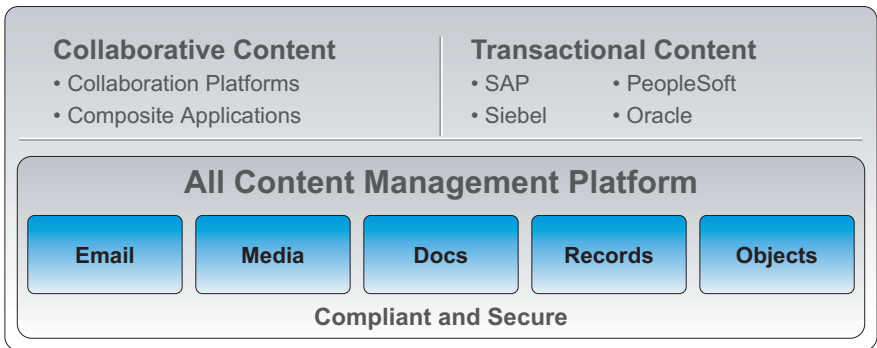 Collaborative Content
• Collaboration Platforms
• Composite Applications
Transactional Content
• SAP • PeopleSoft
• Siebel • Oracle
All Content Management Platform
Email Media Docs Records Objects
Compliant and Secure